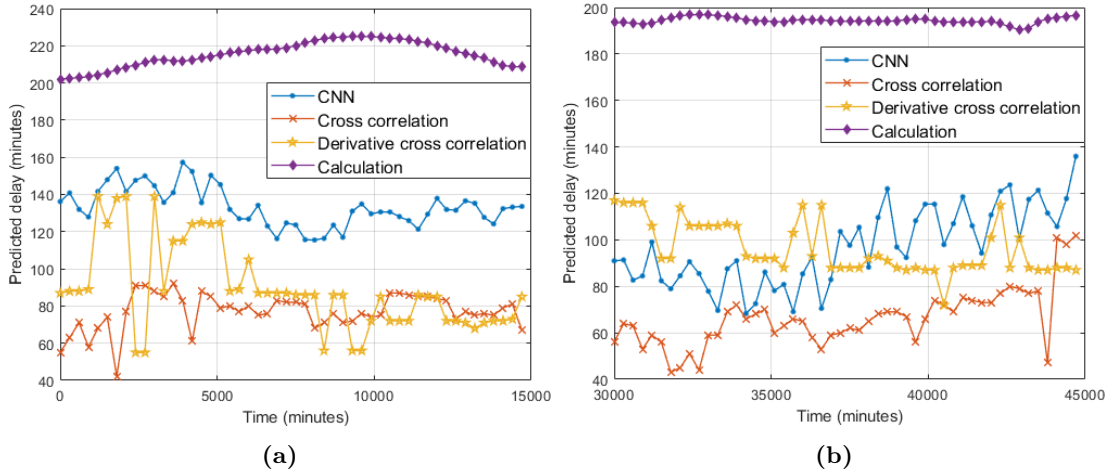 240
220
200
180
160
140
120
100
80
60
40
Predicted delay (minutes)
CNN
Cross correlation
Derivative cross correlation
Calculation
0
5000
10000
15000
Time (minutes)
(a)
200
180
160
140
120
100
80
60
40
Predicted delay (minutes)
CNN
Cross correlation
Derivative cross correlation
Calculation
30000
35000
40000
45000
Time (minutes)
(b)